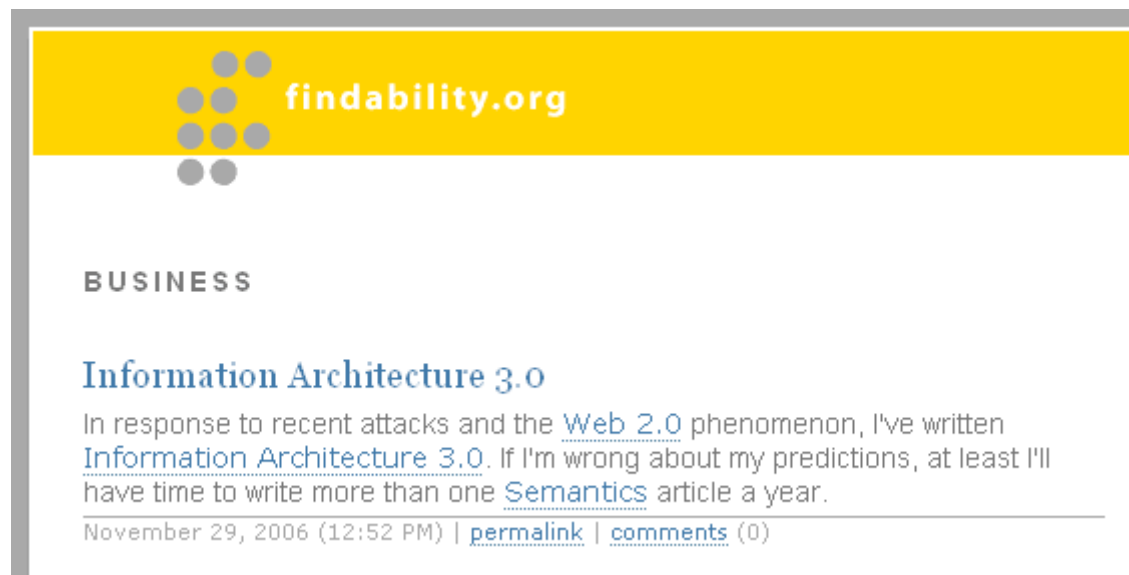 findability.org
BUSINESS
Information Architecture 3.0
In response to recent attacks and the Web 2.0 phenomenon, I've written
Information Architecture 3.0. If I'm wrong about my predictions, at least I'll
have time to write more than one Semantics article a year.
November 29, 2006 (12:52 PM) | permalink | comments (0)